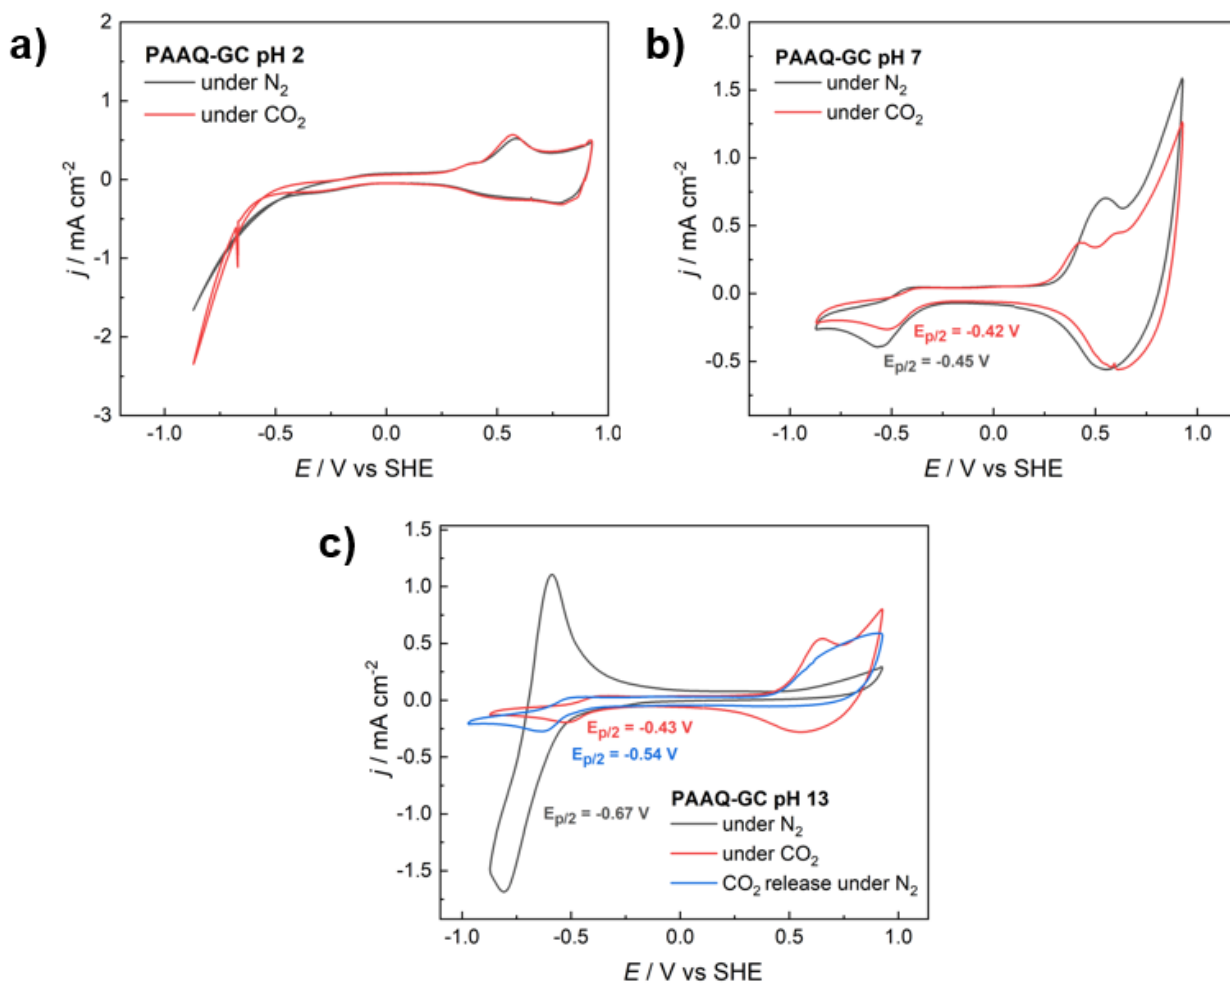 a)
PAAQ-GC pH 2
under N₂
under CO₂
2
1
0
-1
-2
-3
j / mA cm⁻²
-1.0
-0.5
0.0
0.5
1.0
E / V vs SHE
b)
PAAQ-GC pH 7
under N₂
under CO₂
2.0
1.5
1.0
0.5
0.0
-0.5
j / mA cm⁻²
Eₚ/₂ = -0.42 V
Eₚ/₂ = -0.45 V
-1.0
-0.5
0.0
0.5
1.0
E / V vs SHE
c)
1.5
1.0
0.5
0.0
-0.5
-1.0
-1.5
j / mA cm⁻²
Eₚ/₂ = -0.43 V
Eₚ/₂ = -0.54 V
Eₚ/₂ = -0.67 V
PAAQ-GC pH 13
under N₂
under CO₂
CO₂ release under N₂
-1.0
-0.5
0.0
0.5
1.0
E / V vs SHE